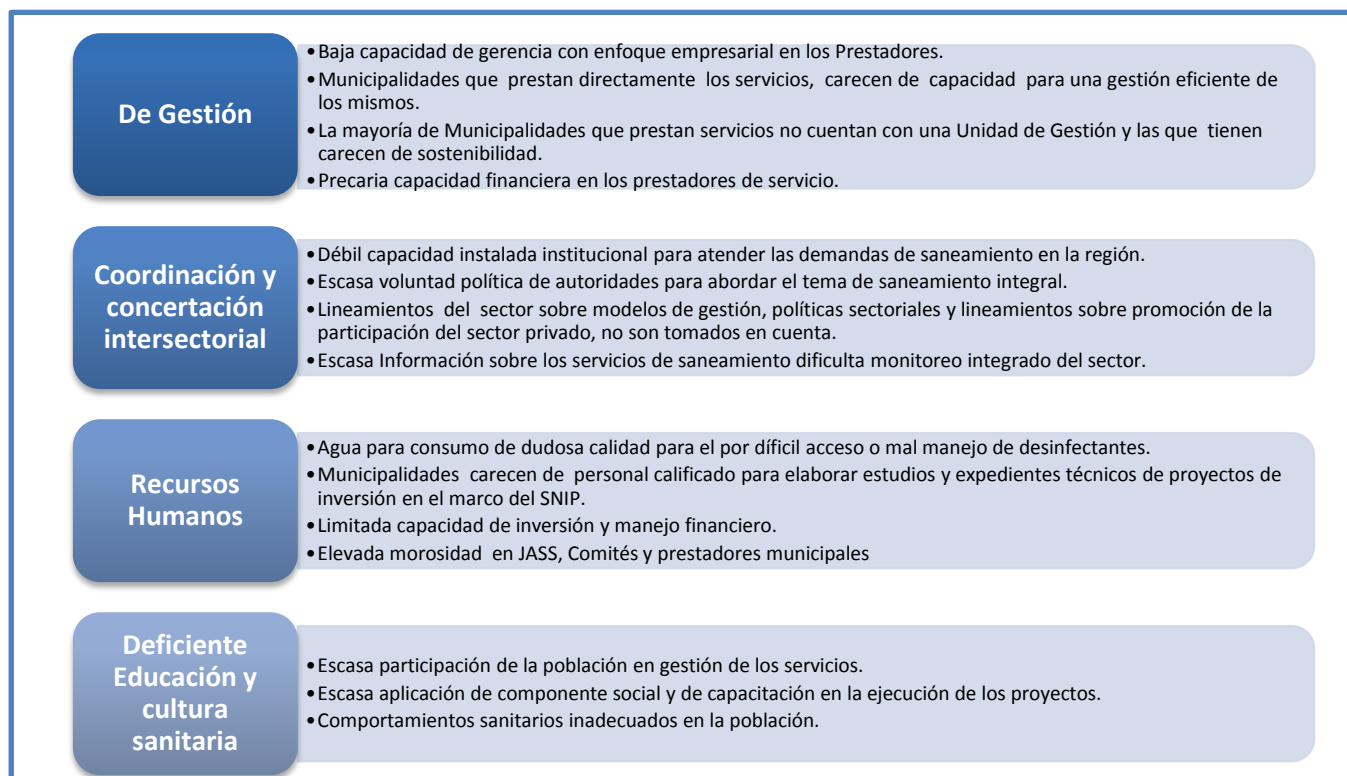 De Gestión
•Baja capacidad de gerencia con enfoque empresarial en los Prestadores.
•Municipalidades que prestan directamente los servicios, carecen de capacidad para una gestión eficiente de
los mismos.
•La mayoría de Municipalidades que prestan servicios no cuentan con una Unidad de Gestión y las que tienen
carecen de sostenibilidad.
•Precaria capacidad financiera en los prestadores de servicio.
Coordinación y
concertación
intersectorial
•Débil capacidad instalada institucional para atender las demandas de saneamiento en la región.
•Escasa voluntad política de autoridades para abordar el tema de saneamiento integral.
•Lineamientos del sector sobre modelos de gestión, políticas sectoriales y lineamientos sobre promoción de la
participación del sector privado, no son tomados en cuenta.
•Escasa Información sobre los servicios de saneamiento dificulta monitoreo integrado del sector.
Recursos
Humanos
•Agua para consumo de dudosa calidad para el por díficil acceso o mal manejo de desinfectantes.
•Municipalidades carecen de personal calificado para elaborar estudios y expedientes técnicos de proyectos de
inversión en el marco del SNIP.
•Limitada capacidad de inversión y manejo financiero.
•Elevada morosidad en JASS, Comités y prestadores municipales
Deficiente
Educación y
cultura
sanitaria
•Escasa participación de la población en gestión de los servicios.
•Escasa aplicación de componente social y de capacitación en la ejecución de los proyectos.
•Comportamientos sanitarios inadecuados en la población.